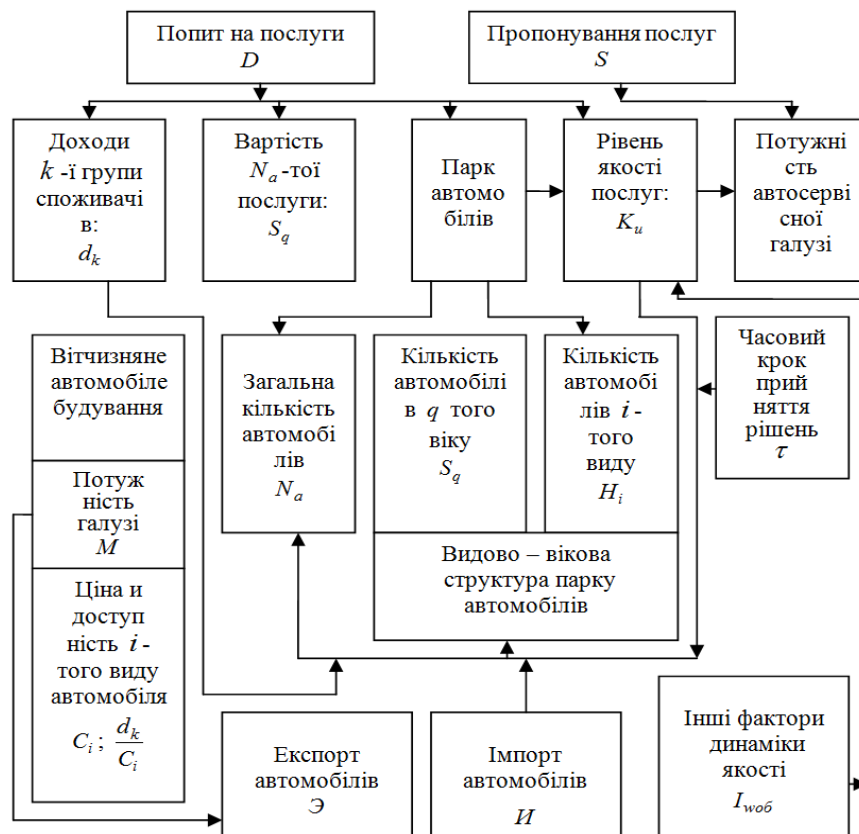 Попит на послуги
D
Пропонування послуг
S
Доходи
k -ї групи
споживачі
в:
d_k
Вартість
N_a -тої
послуги:
S_q
Парк
автомо
білів
Рівень
якості
послуг:
K_u
Потужні
сть
автосерві
сної
галузі
Вітчизняне
автомобіле
будування
Потуж
ність
галузі
M
Ціна и
доступ
ність i -
того виду
автомобіля
C_i ; d_k / C_i
Загальна
кількість
автомобі
лів
N_a
Кількість
автомобілі
в q того
віку
S_q
Кількість
автомобі
лів i -
того виду
H_i
Видово – вікова
структура парку
автомобілів
Часовий
крок
прий
няття
рішень
τ
Експорт
автомобілів
Э
Імпорт
автомобілів
И
Інші фактори
динаміки
якості
I_wоб